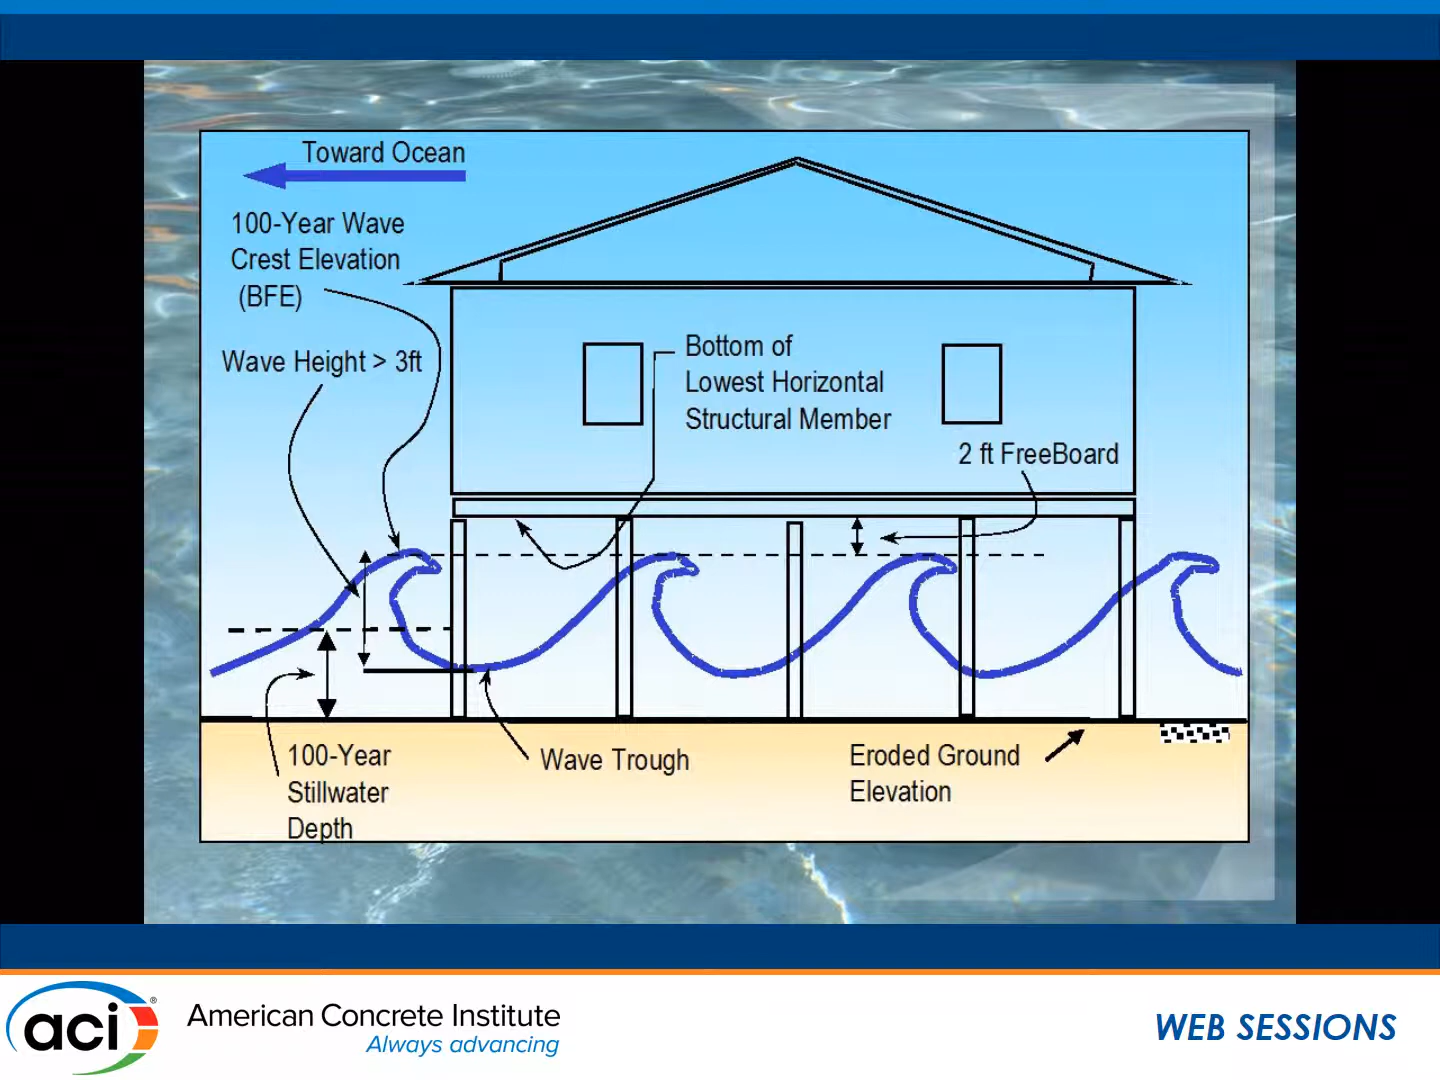 Toward Ocean
100-Year Wave
Crest Elevation
(BFE)
Wave Height > 3ft
Bottom of
Lowest Horizontal
Structural Member
2 ft FreeBoard
100-Year
Stillwater
Depth
Wave Trough
Eroded Ground
Elevation
aci®
American Concrete Institute
Always advancing
WEB SESSIONS